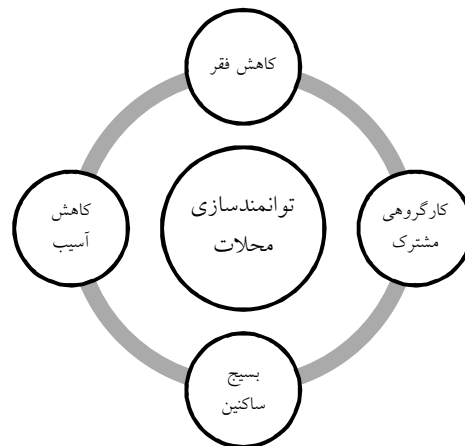 کاهش فقر
توانمندسازی
محلات
کارگروهی
مشترک
کاهش
آسیب
بسیج
ساکنین